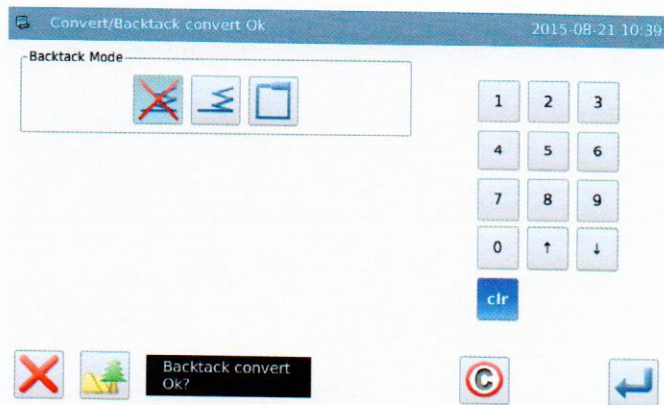 Convert/Backtack convert Ok 2015-08-21 10:39
Backtack Mode
1 2 3
4 5 6
7 8 9
0 ↑ ↓
clr
Backtack convert
Ok?
C